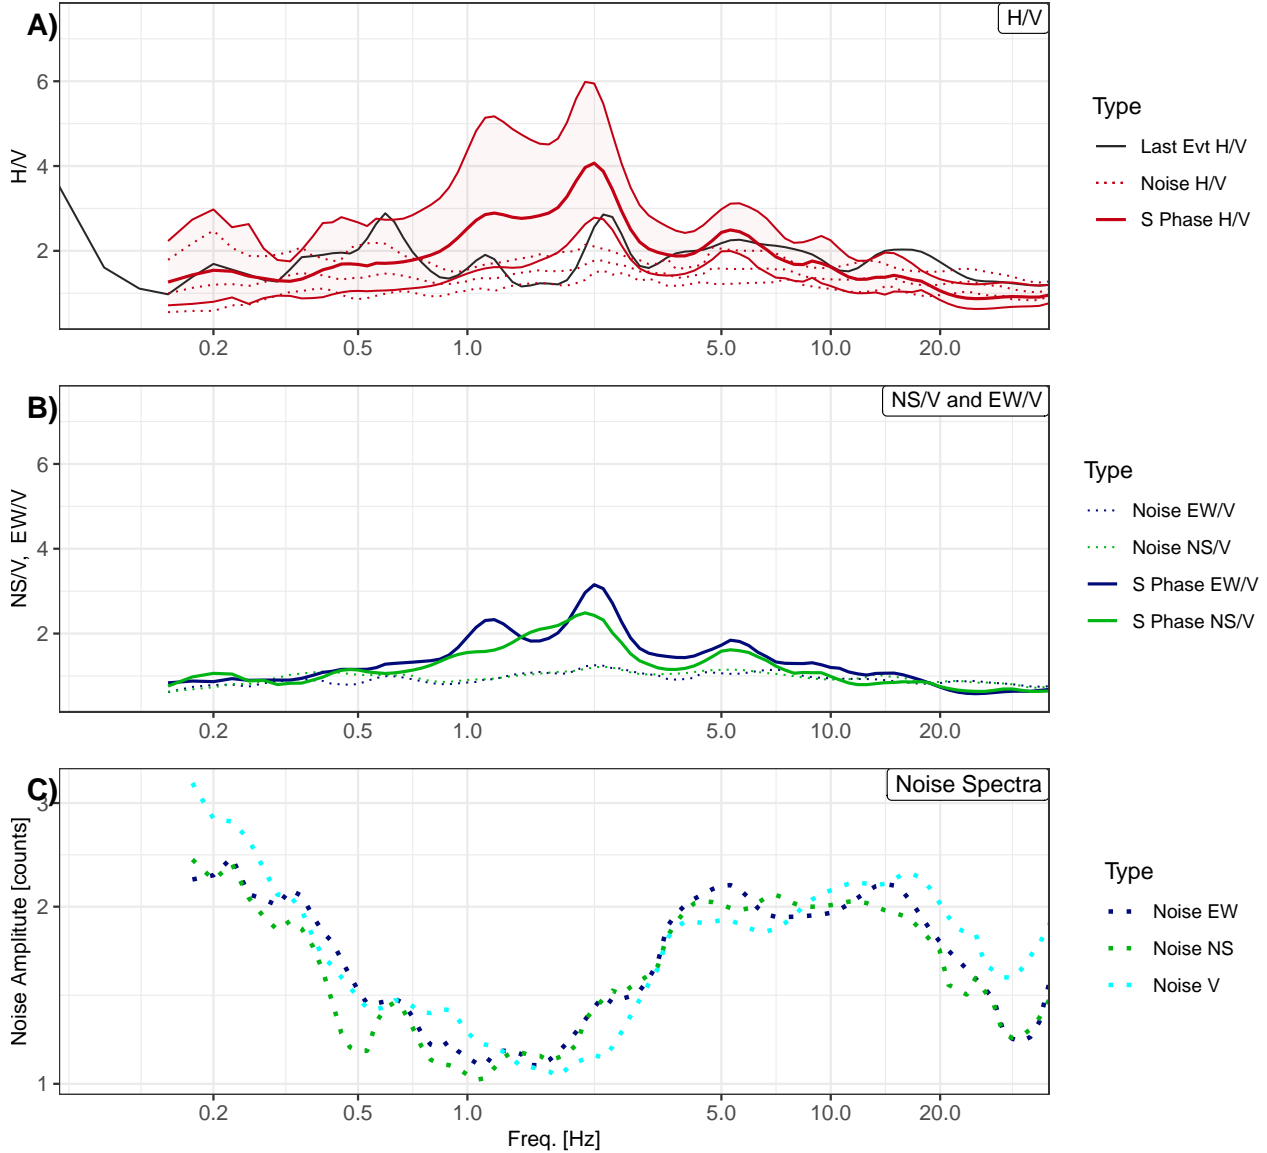 A)
H/V
6
4
2
H/V
0.2 0.5 1.0 5.0 10.0 20.0
Type
Last Evt H/V
Noise H/V
S Phase H/V
B)
NS/V and EW/V
6
4
2
NS/V, EW/V
0.2 0.5 1.0 5.0 10.0 20.0
Type
Noise EW/V
Noise NS/V
S Phase EW/V
S Phase NS/V
C)
Noise Spectra
3
2
1
Noise Amplitude [counts]
0.2 0.5 1.0 5.0 10.0 20.0
Freq. [Hz]
Type
Noise EW
Noise NS
Noise V